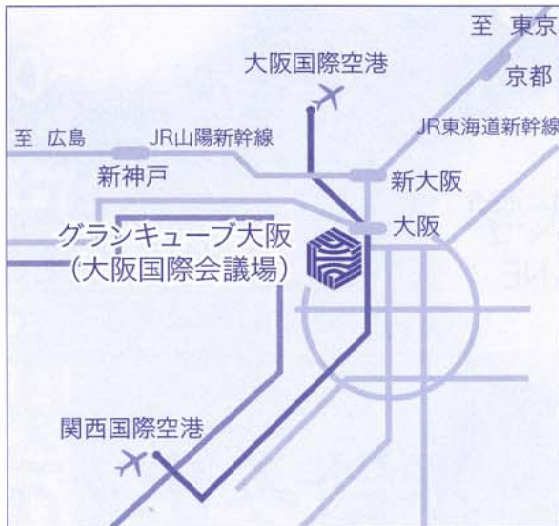 至 東京
大阪国際空港
京都
至 広島
JR山陽新幹線
JR東海道新幹線
新神戸
新大阪
大阪
グランキューブ大阪
(大阪国際会議場)
関西国際空港